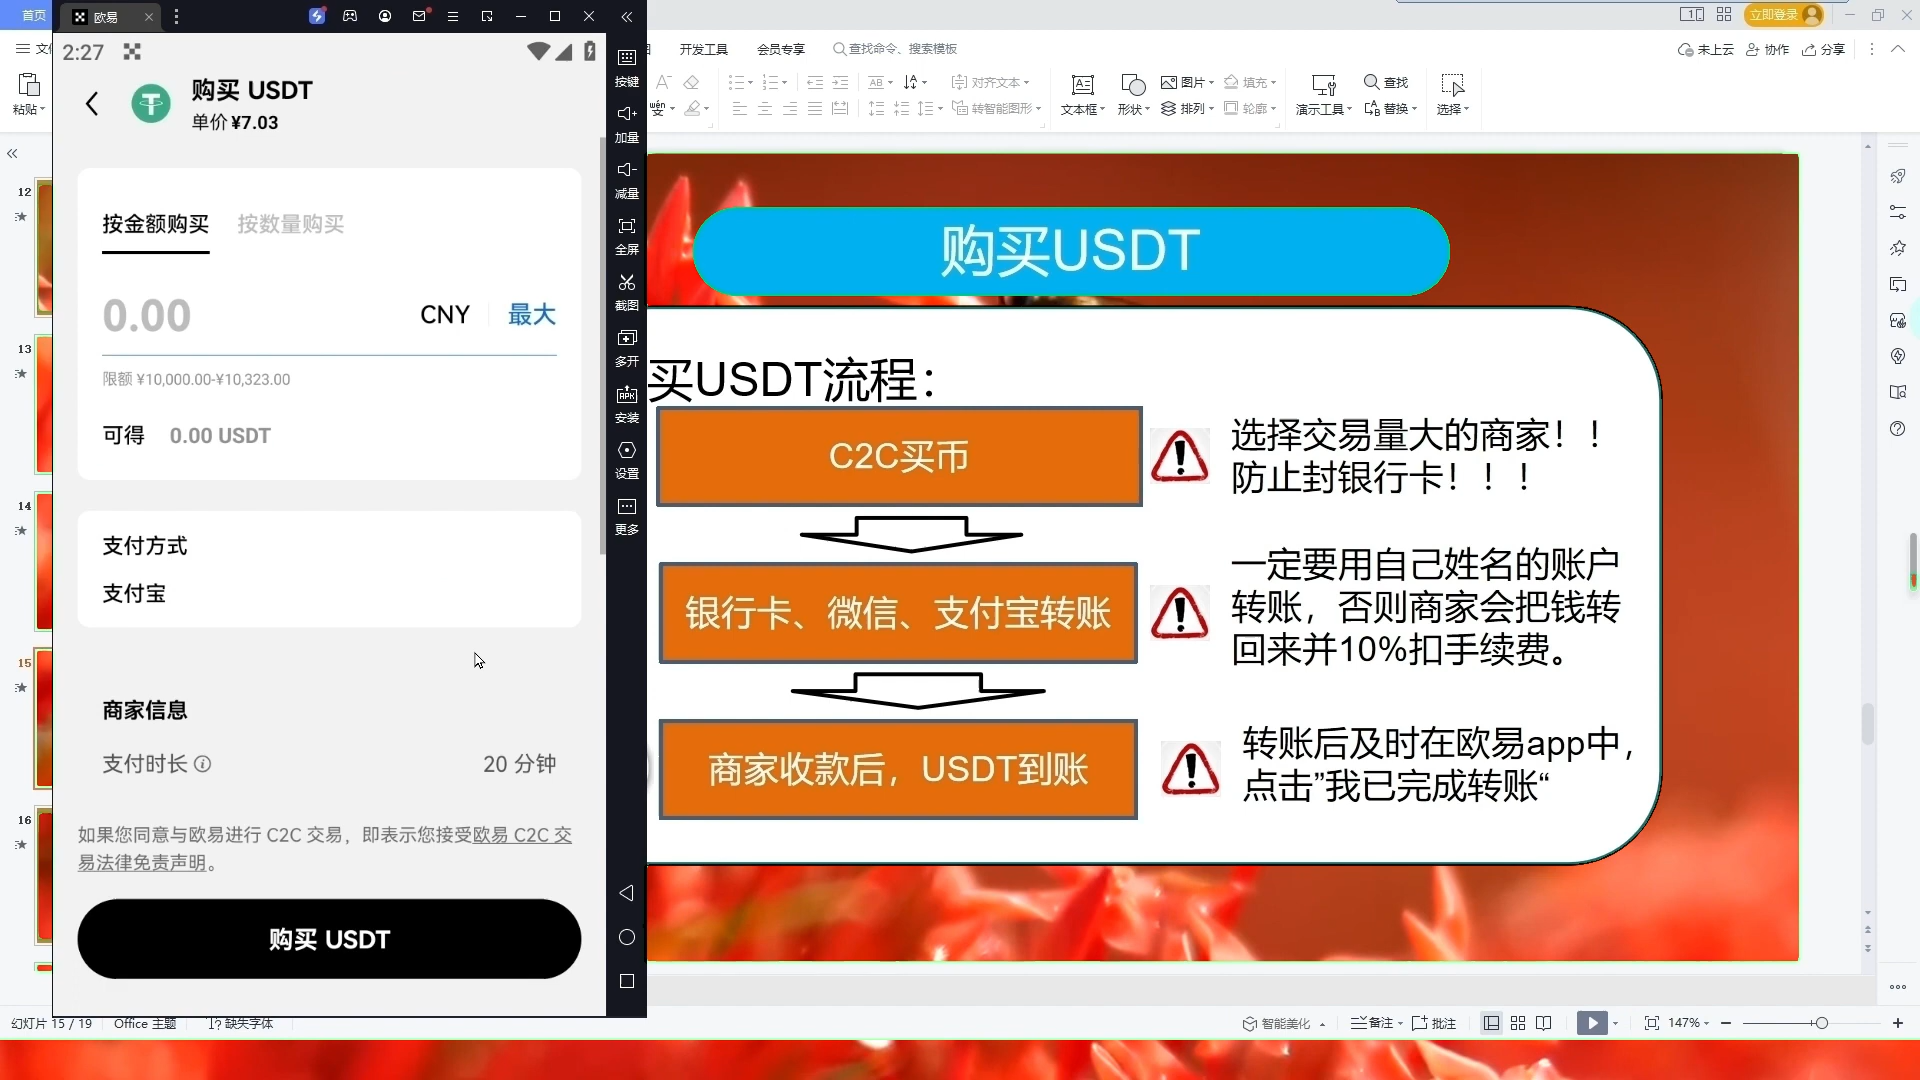 首页
欧易
2:27
购买 USDT
单价 ¥7.03
按金额购买
按数量购买
0.00
CNY
最大
限额 ¥10,000.00-¥10,323.00
可得
0.00 USDT
支付方式
支付宝
商家信息
支付时长
20 分钟
如果您同意与欧易进行 C2C 交易，即表示您接受欧易 C2C 交
易法律免责声明。
购买 USDT
按键
加量
减量
全屏
截图
多开
安装
设置
更多
粘贴
12
13
14
15
16
立即登录
开发工具
会员专享
查找命令、搜索模板
未上云
协作
分享
对齐文本
转智能图形
文本框
形状
图片
排列
填充
轮廓
演示工具
查找
替换
选择
购买USDT
买USDT流程：
C2C买币
选择交易量大的商家！！
防止封银行卡！！！
银行卡、微信、支付宝转账
一定要用自己姓名的账户
转账，否则商家会把钱转
回来并10%扣手续费。
商家收款后，USDT到账
转账后及时在欧易app中，
点击”我已完成转账“
幻灯片 15 / 19
Office 主题
缺失字体
智能美化
备注
批注
147%